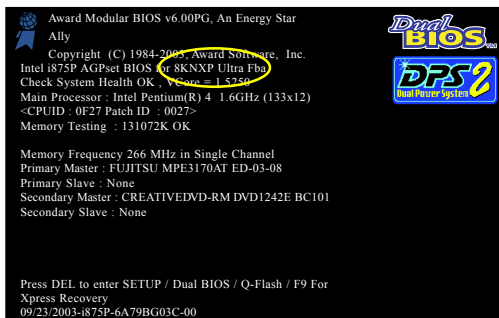 Award Modular BIOS v6.00PG, An Energy Star
Ally
Copyright (C) 1984-2003, Award Software, Inc.
Intel i875P AGPset BIOS for 8KNXP Ultra Fba
Check System Health OK , VCore = 1.5250
Main Processor : Intel Pentium(R) 4 1.6GHz (133x12)
<CPUID : 0F27 Patch ID : 0027>
Memory Testing : 131072K OK
Memory Frequency 266 MHz in Single Channel
Primary Master : FUJITSU MPE3170AT ED-03-08
Primary Slave : None
Secondary Master : CREATIVEDVD-RM DVD1242E BC101
Secondary Slave : None
Press DEL to enter SETUP / Dual BIOS / Q-Flash / F9 For
Xpress Recovery
09/23/2003-i875P-6A79BG03C-00
Dual
BIOS TM
DPS 2
Dual Power System